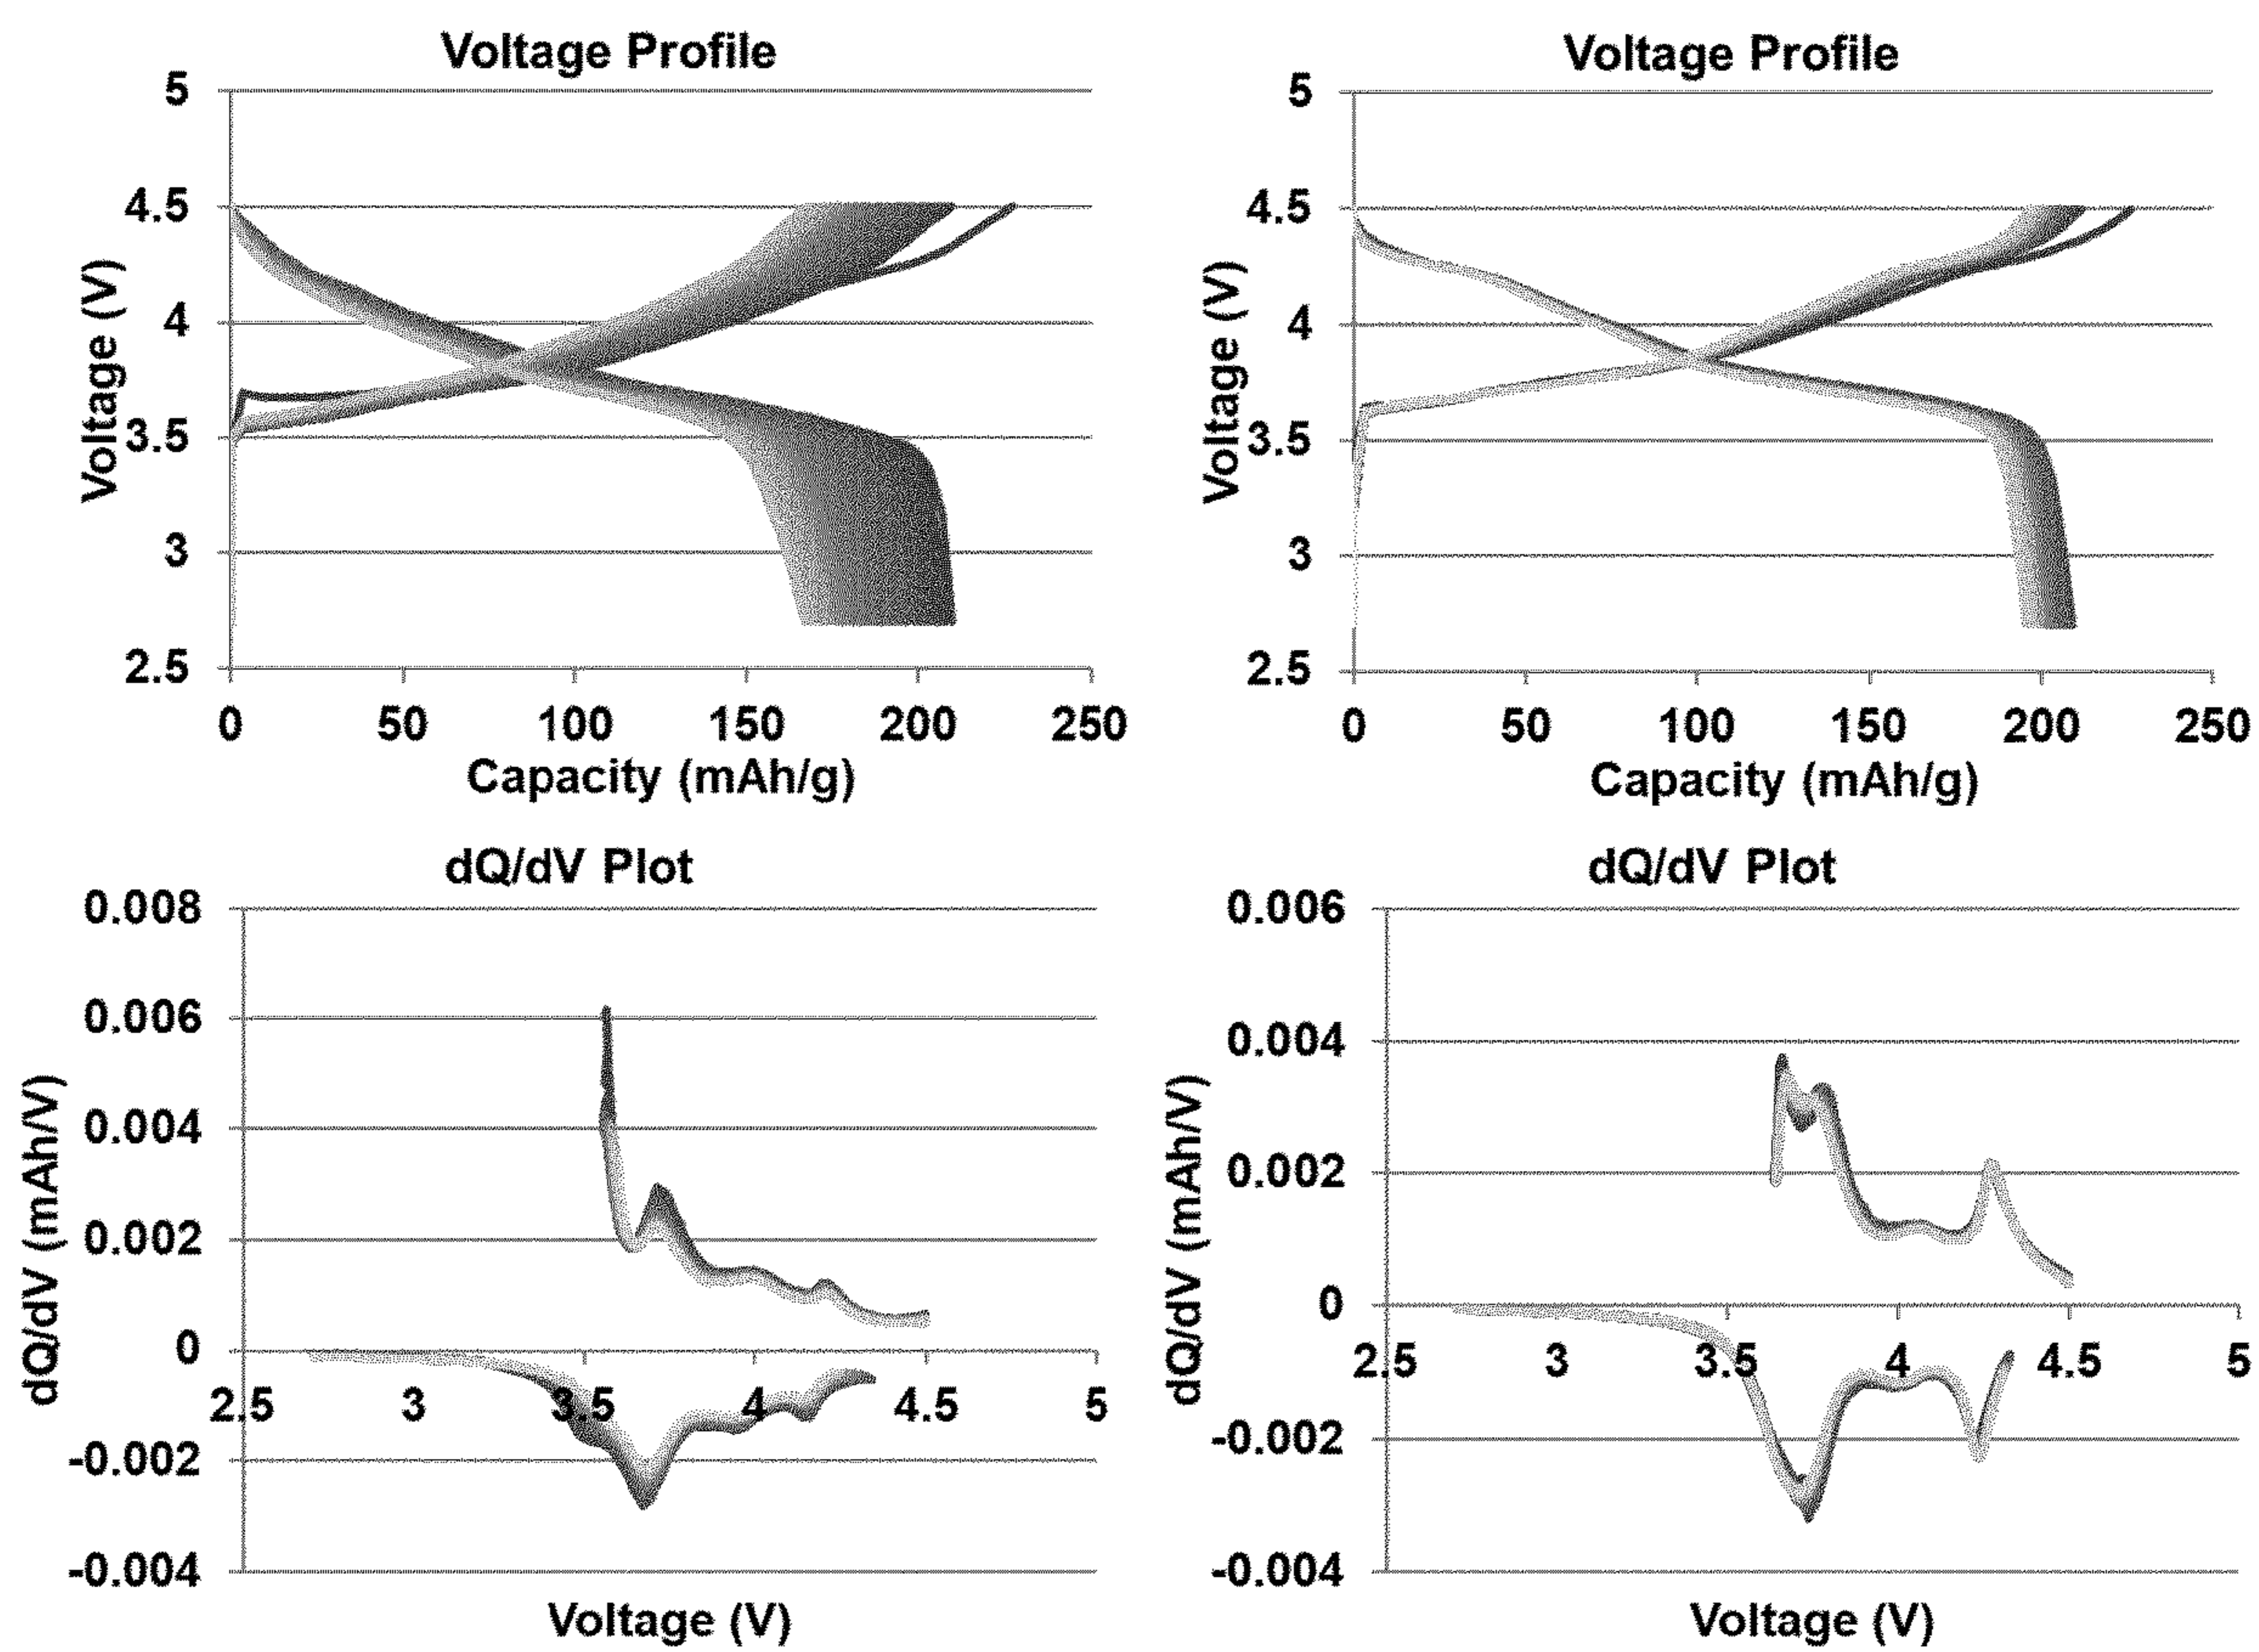 Voltage Profile
5
4.5
4
3.5
3
2.5
0 50 100 150 200 250
Voltage (V)
Capacity (mAh/g)
Voltage Profile
5
4.5
4
3.5
3
2.5
0 50 100 150 200 250
Voltage (V)
Capacity (mAh/g)
dQ/dV Plot
0.008
0.006
0.004
0.002
0
-0.002
-0.004
2.5 3 3.5 4 4.5 5
dQ/dV (mAh/V)
Voltage (V)
dQ/dV Plot
0.006
0.004
0.002
0
-0.002
-0.004
2.5 3 3.5 4 4.5 5
dQ/dV (mAh/V)
Voltage (V)